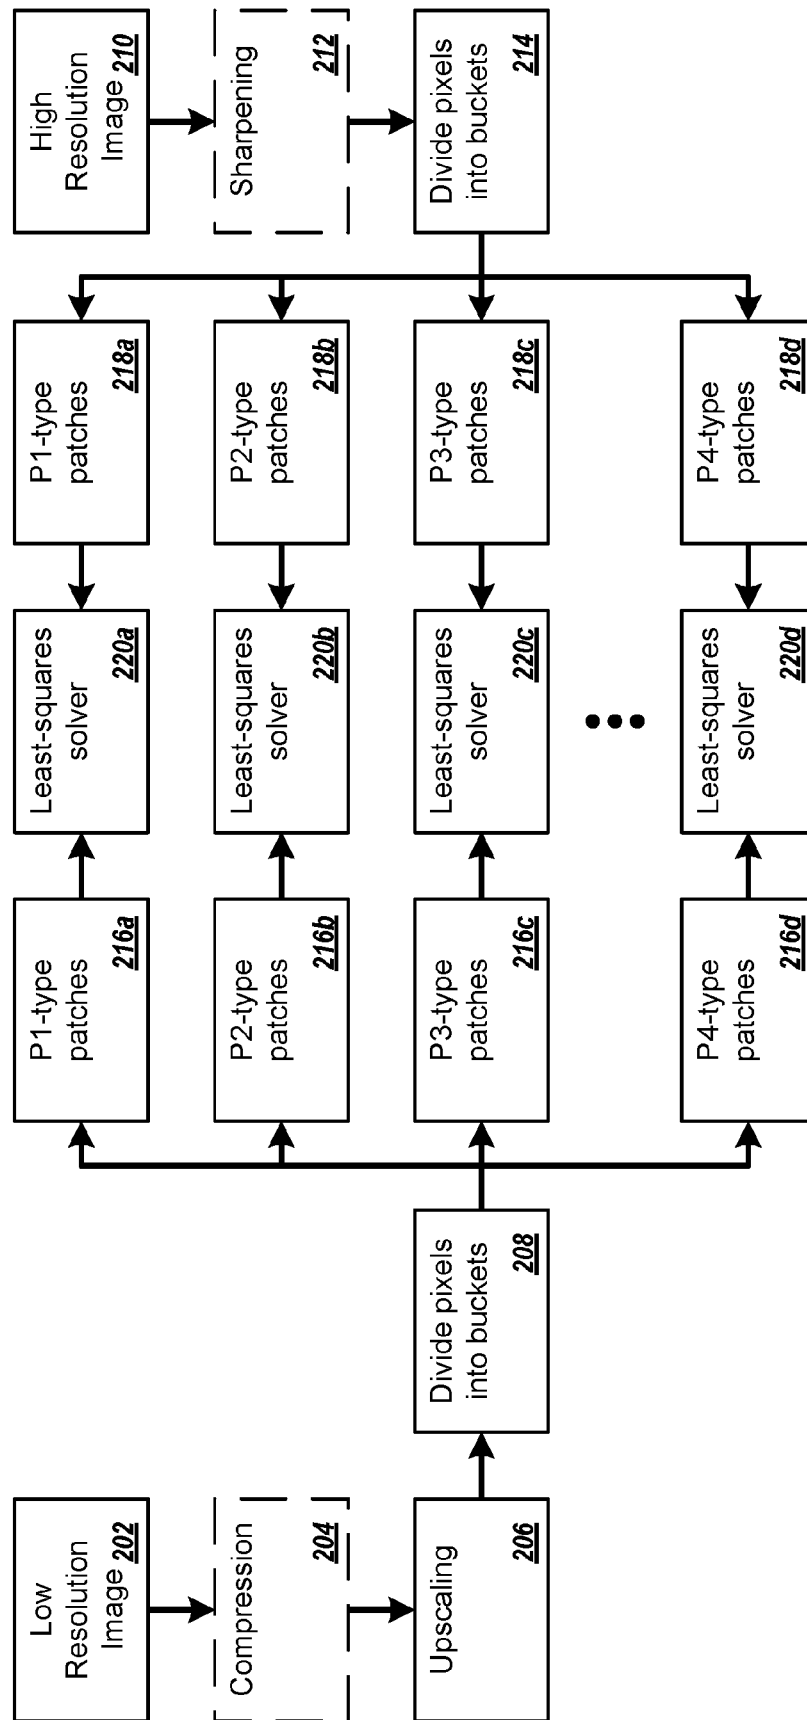 Low
Resolution
Image 202
Compression
204
Upscaling
206
Divide pixels
into buckets
208
P1-type
patches
216a
P2-type
patches
216b
P3-type
patches
216c
P4-type
patches
216d
Least-squares
solver
220a
Least-squares
solver
220b
Least-squares
solver
220c
Least-squares
solver
220d
P1-type
patches
218a
P2-type
patches
218b
P3-type
patches
218c
P4-type
patches
218d
High
Resolution
Image 210
Sharpening
212
Divide pixels
into buckets
214